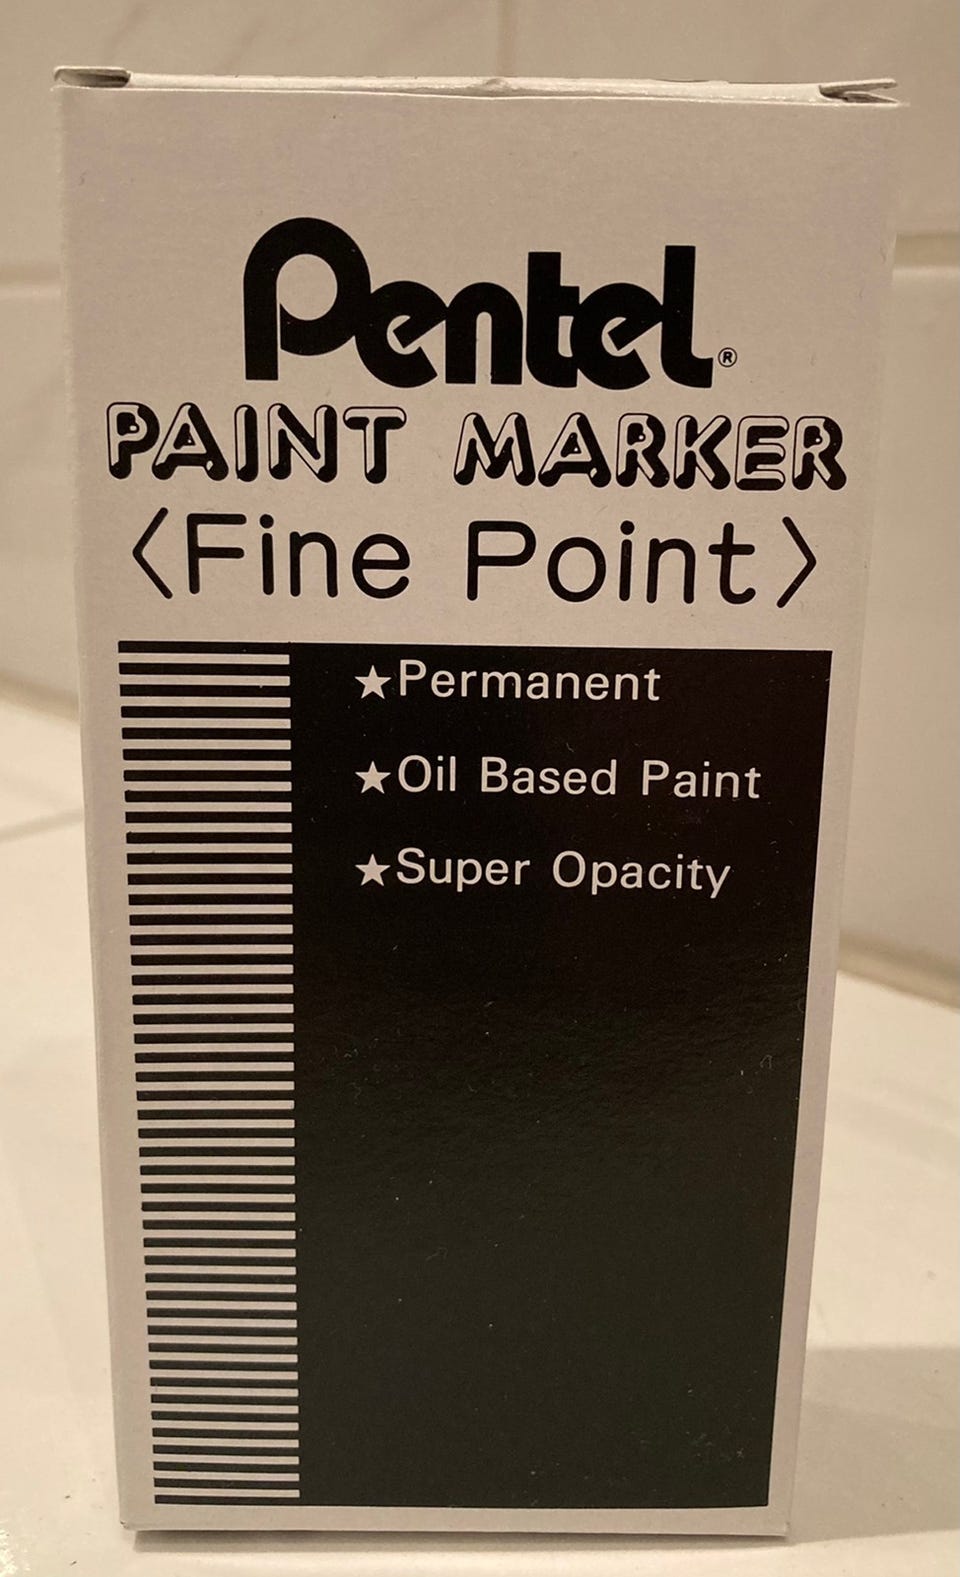 Pentel®
PAINT MARKER
〈Fine Point〉
★Permanent
★Oil Based Paint
★Super Opacity